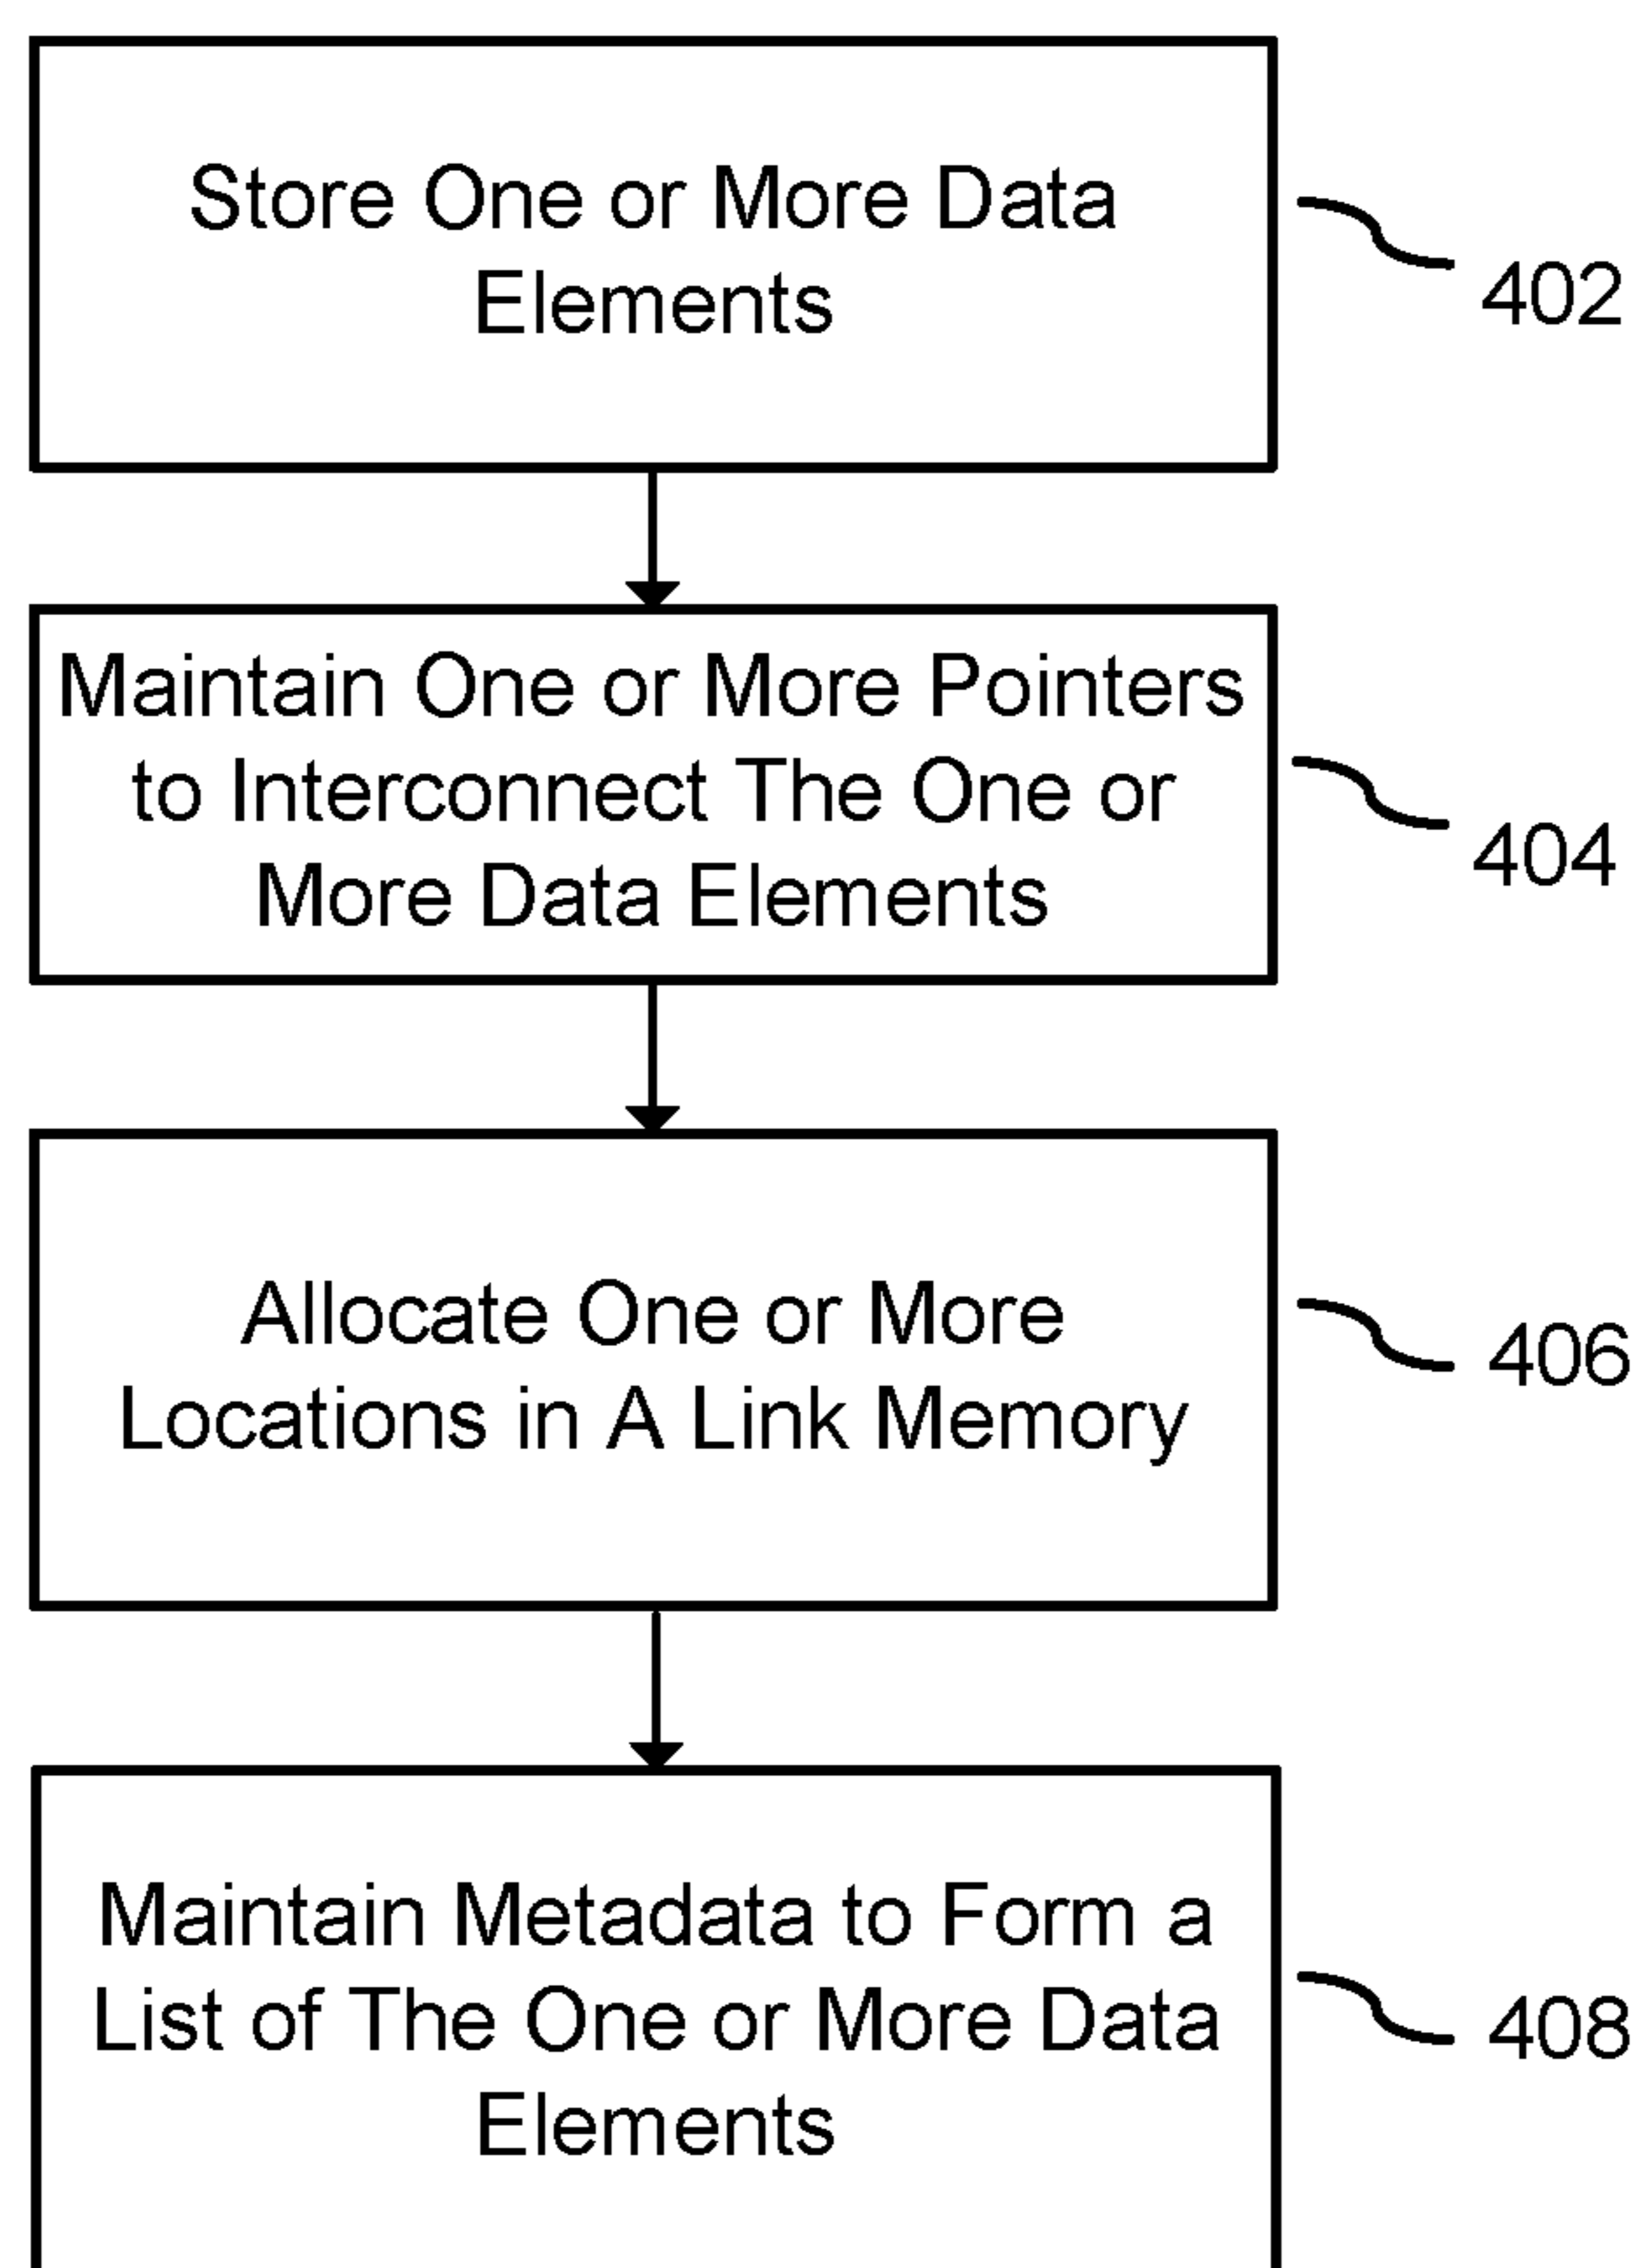 Store One or More Data
Elements
402
Maintain One or More Pointers
to Interconnect The One or
More Data Elements
404
Allocate One or More
Locations in A Link Memory
406
Maintain Metadata to Form a
List of The One or More Data
Elements
408